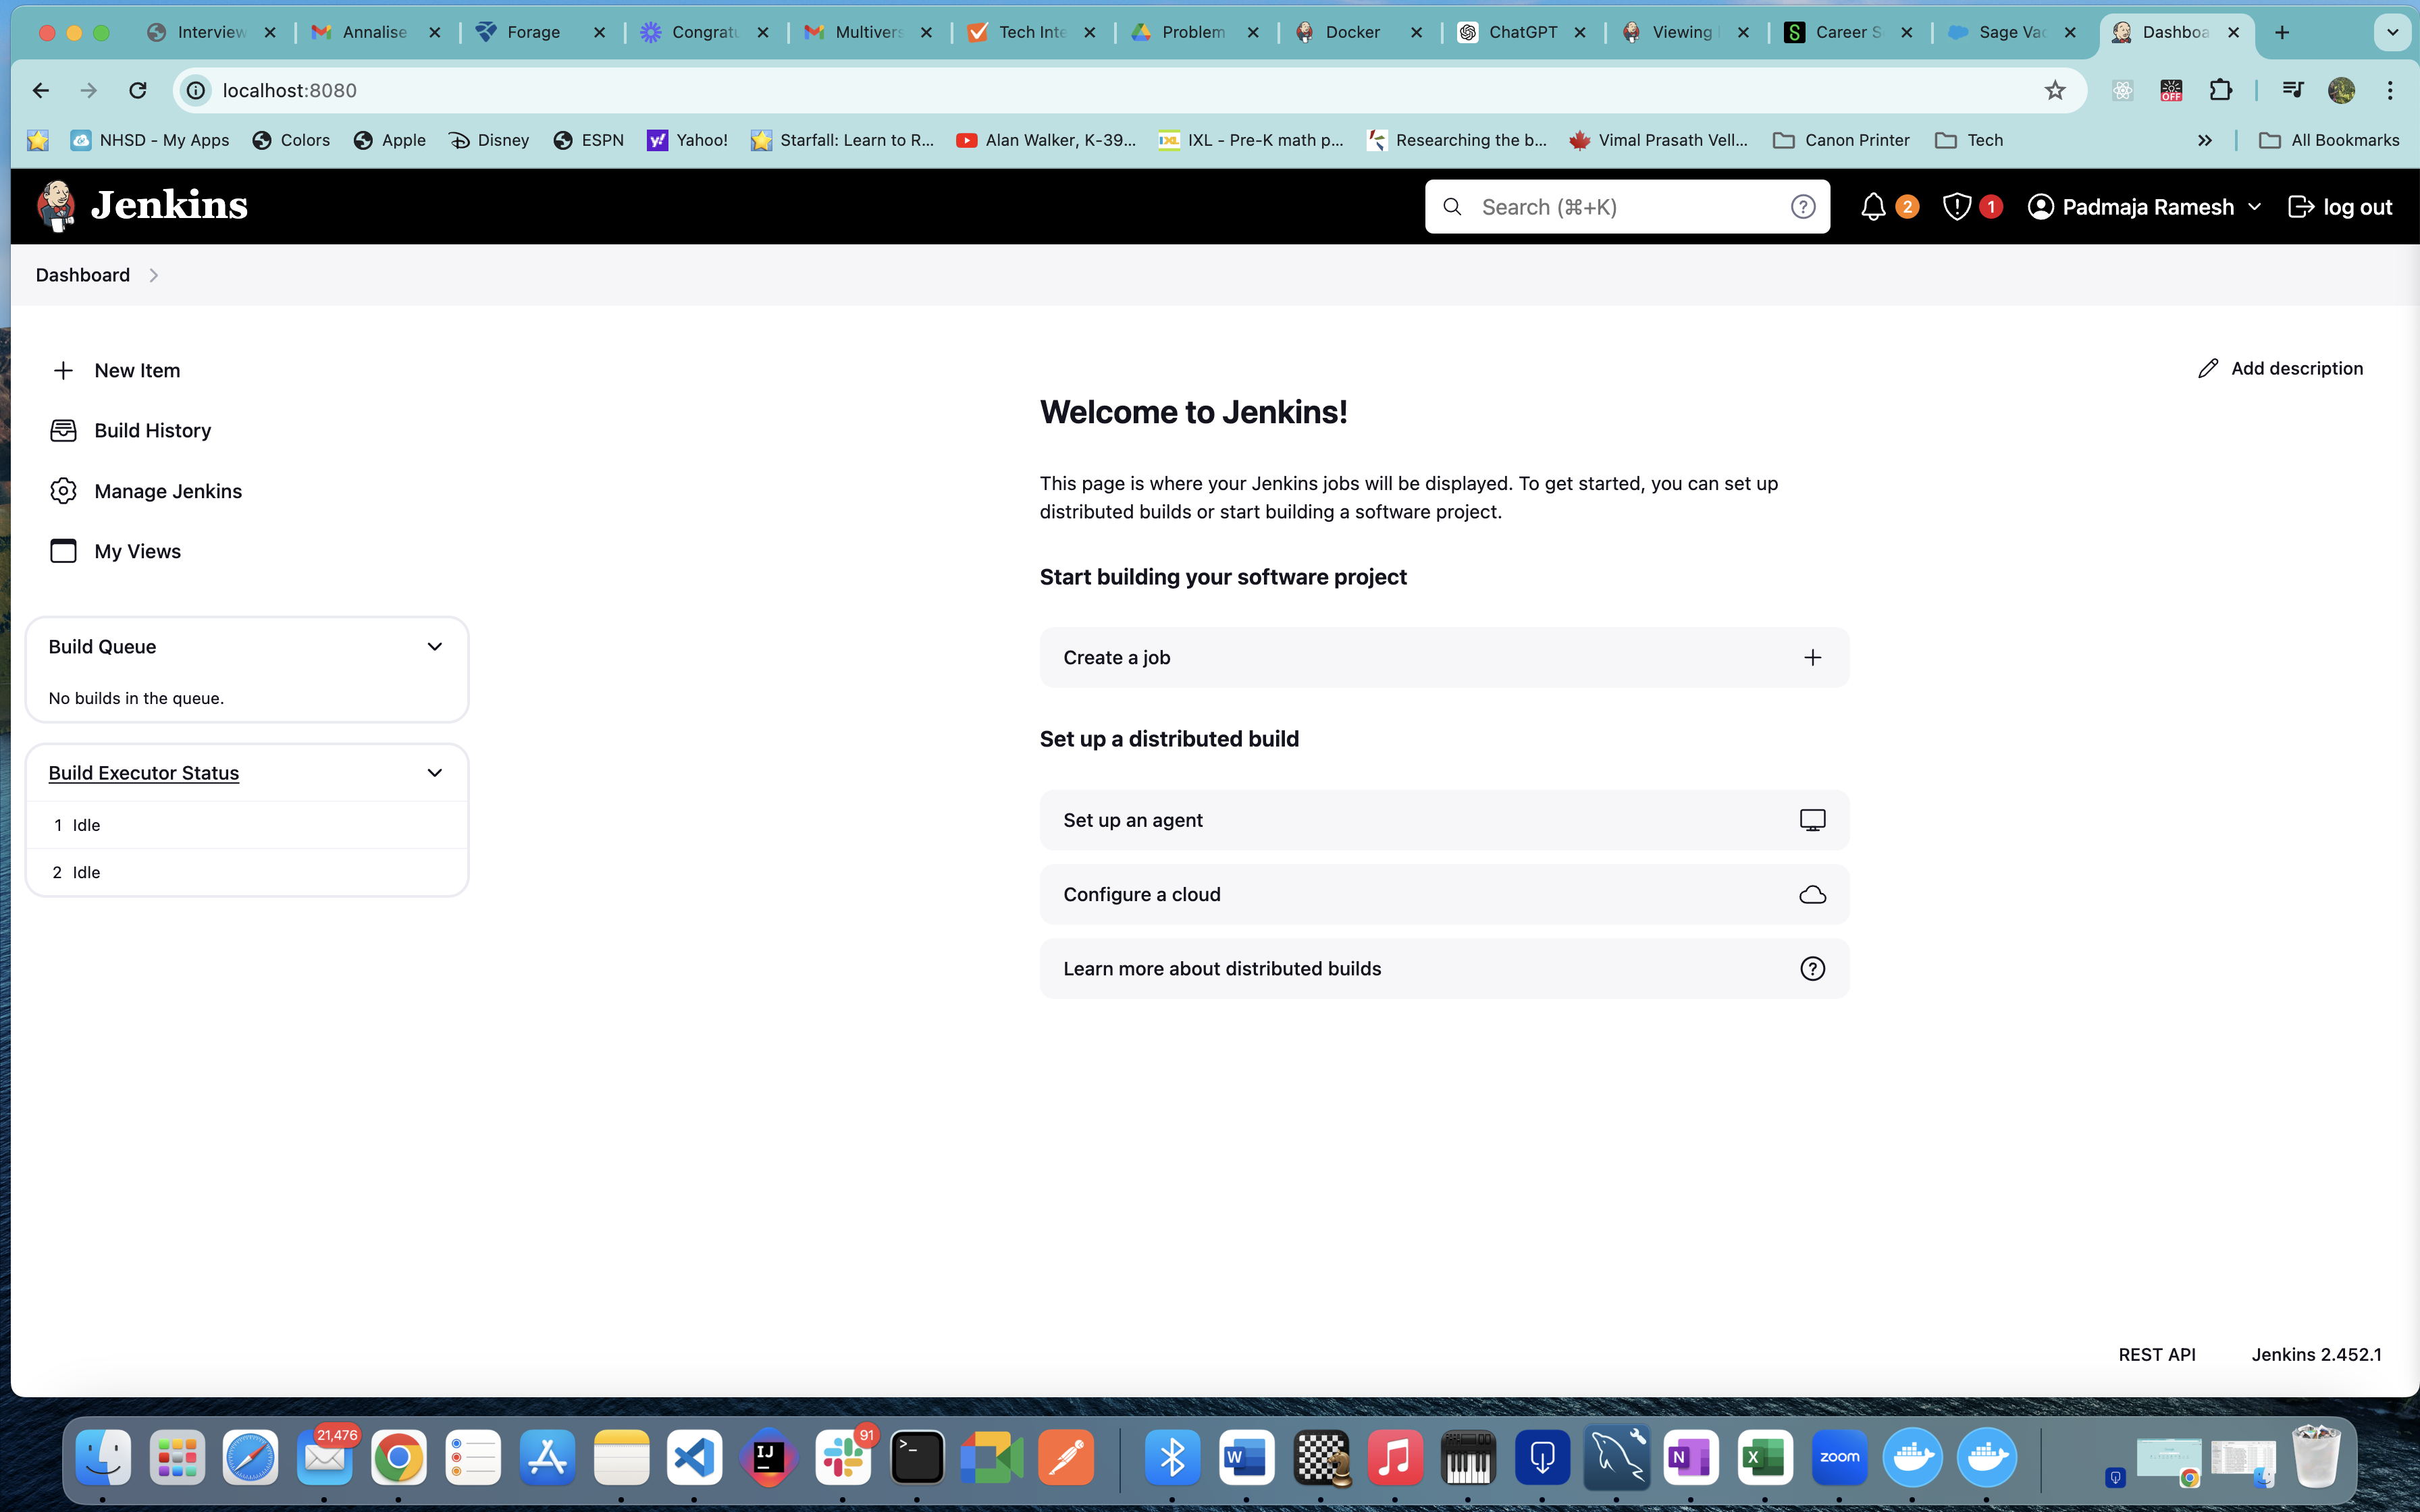 Interview
Annalise
Forage
Congratu
Multivers
Tech Inte
Problem
Docker
ChatGPT
Viewing
Career S
Sage Vac
Dashboa
localhost:8080
OFF
NHSD - My Apps
Colors
Apple
Disney
ESPN
Yahoo!
Starfall: Learn to R...
Alan Walker, K-39...
IXL - Pre-K math p...
Researching the b...
Vimal Prasath Vell...
Canon Printer
Tech
All Bookmarks
Jenkins
Search (⌘+K)
2
1
Padmaja Ramesh
log out
Dashboard
New Item
Build History
Manage Jenkins
My Views
Add description
Welcome to Jenkins!
This page is where your Jenkins jobs will be displayed. To get started, you can set up
distributed builds or start building a software project.
Start building your software project
Create a job
Set up a distributed build
Set up an agent
Configure a cloud
Learn more about distributed builds
Build Queue
No builds in the queue.
Build Executor Status
1 Idle
2 Idle
REST API
Jenkins 2.452.1
21,476
IJ
91
W
N
X
zoom